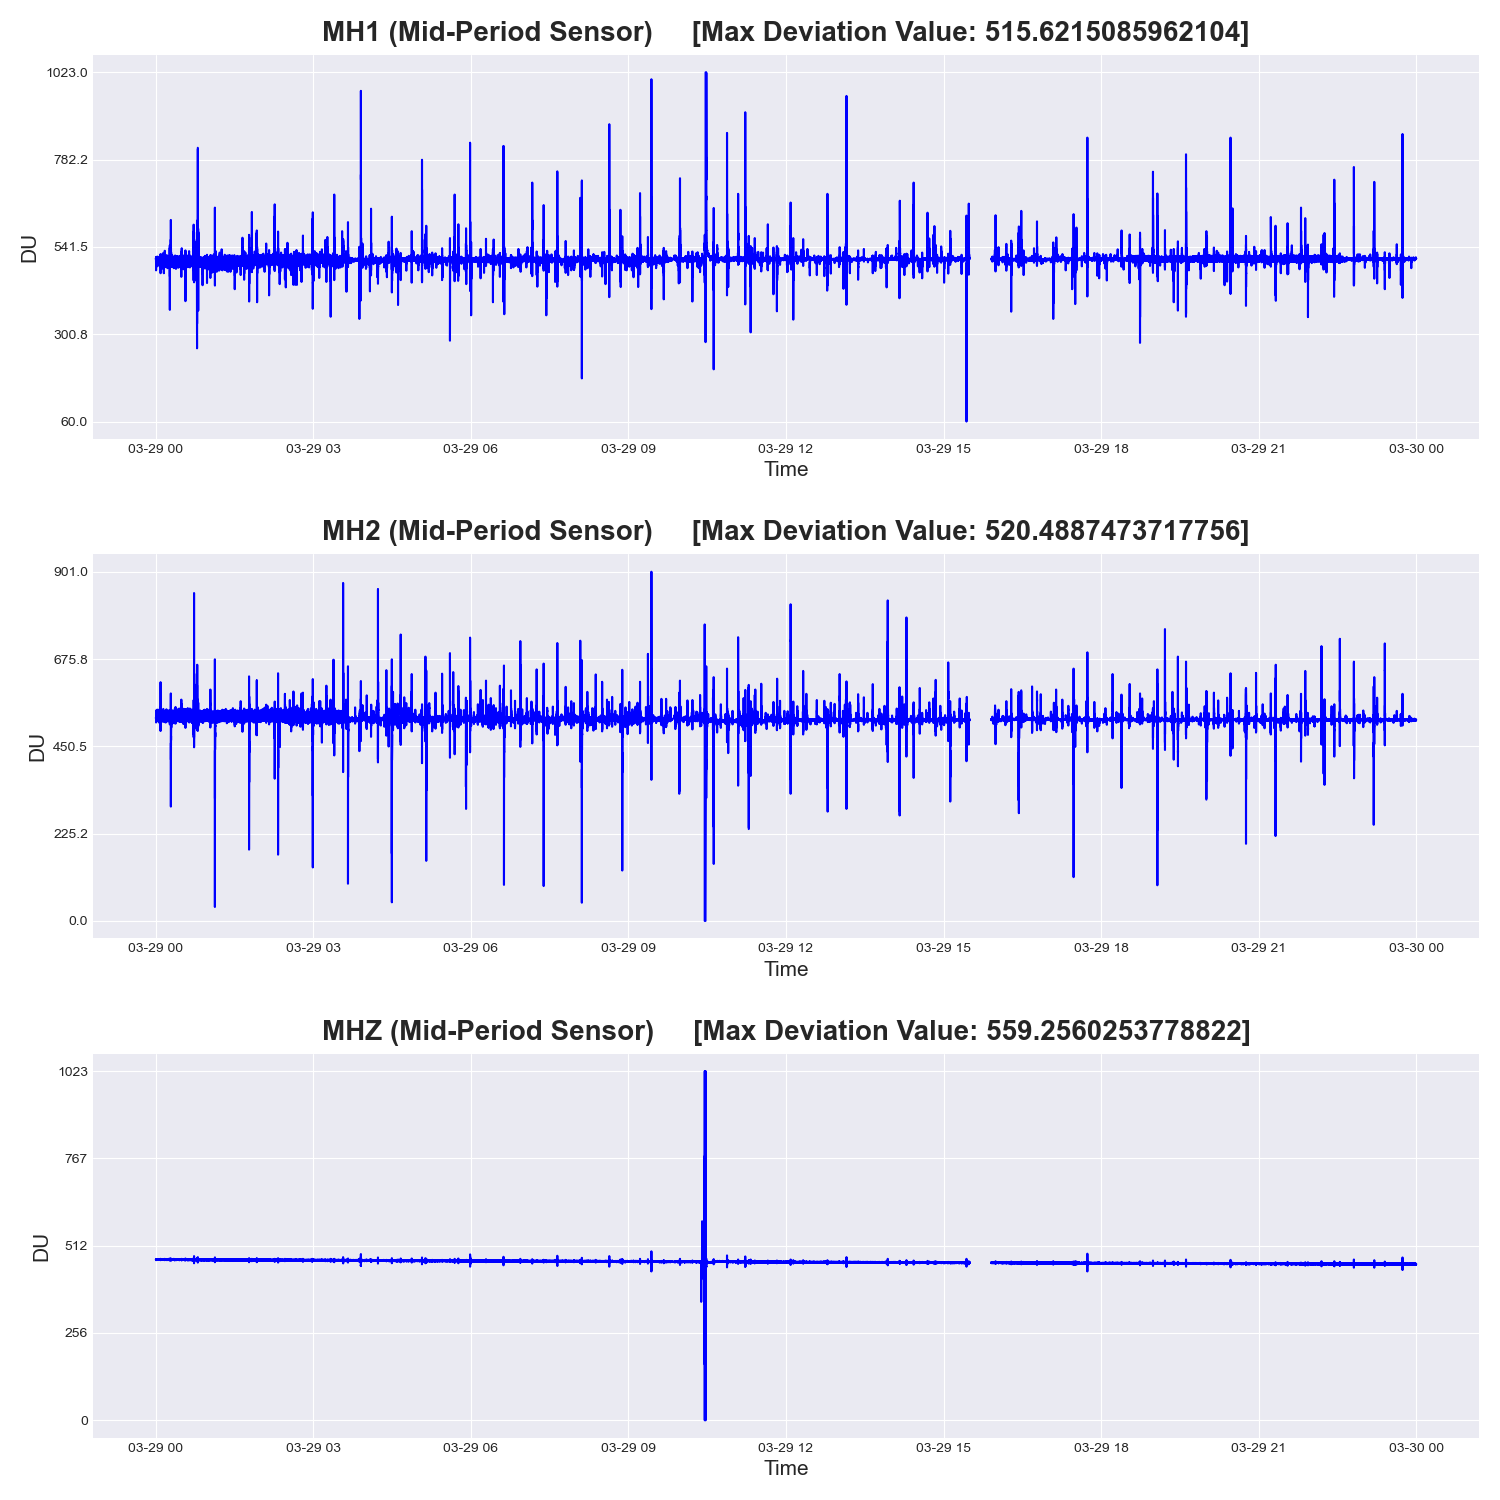 MH1 (Mid-Period Sensor) [Max Deviation Value: 515.6215085962104]
1023.0
782.2
541.5
300.8
60.0
DU
03-29 00 03-29 03 03-29 06 03-29 09 03-29 12 03-29 15 03-29 18 03-29 21 03-30 00
Time
MH2 (Mid-Period Sensor) [Max Deviation Value: 520.4887473717756]
901.0
675.8
450.5
225.2
0.0
DU
03-29 00 03-29 03 03-29 06 03-29 09 03-29 12 03-29 15 03-29 18 03-29 21 03-30 00
Time
MHZ (Mid-Period Sensor) [Max Deviation Value: 559.2560253778822]
1023
767
512
256
0
DU
03-29 00 03-29 03 03-29 06 03-29 09 03-29 12 03-29 15 03-29 18 03-29 21 03-30 00
Time